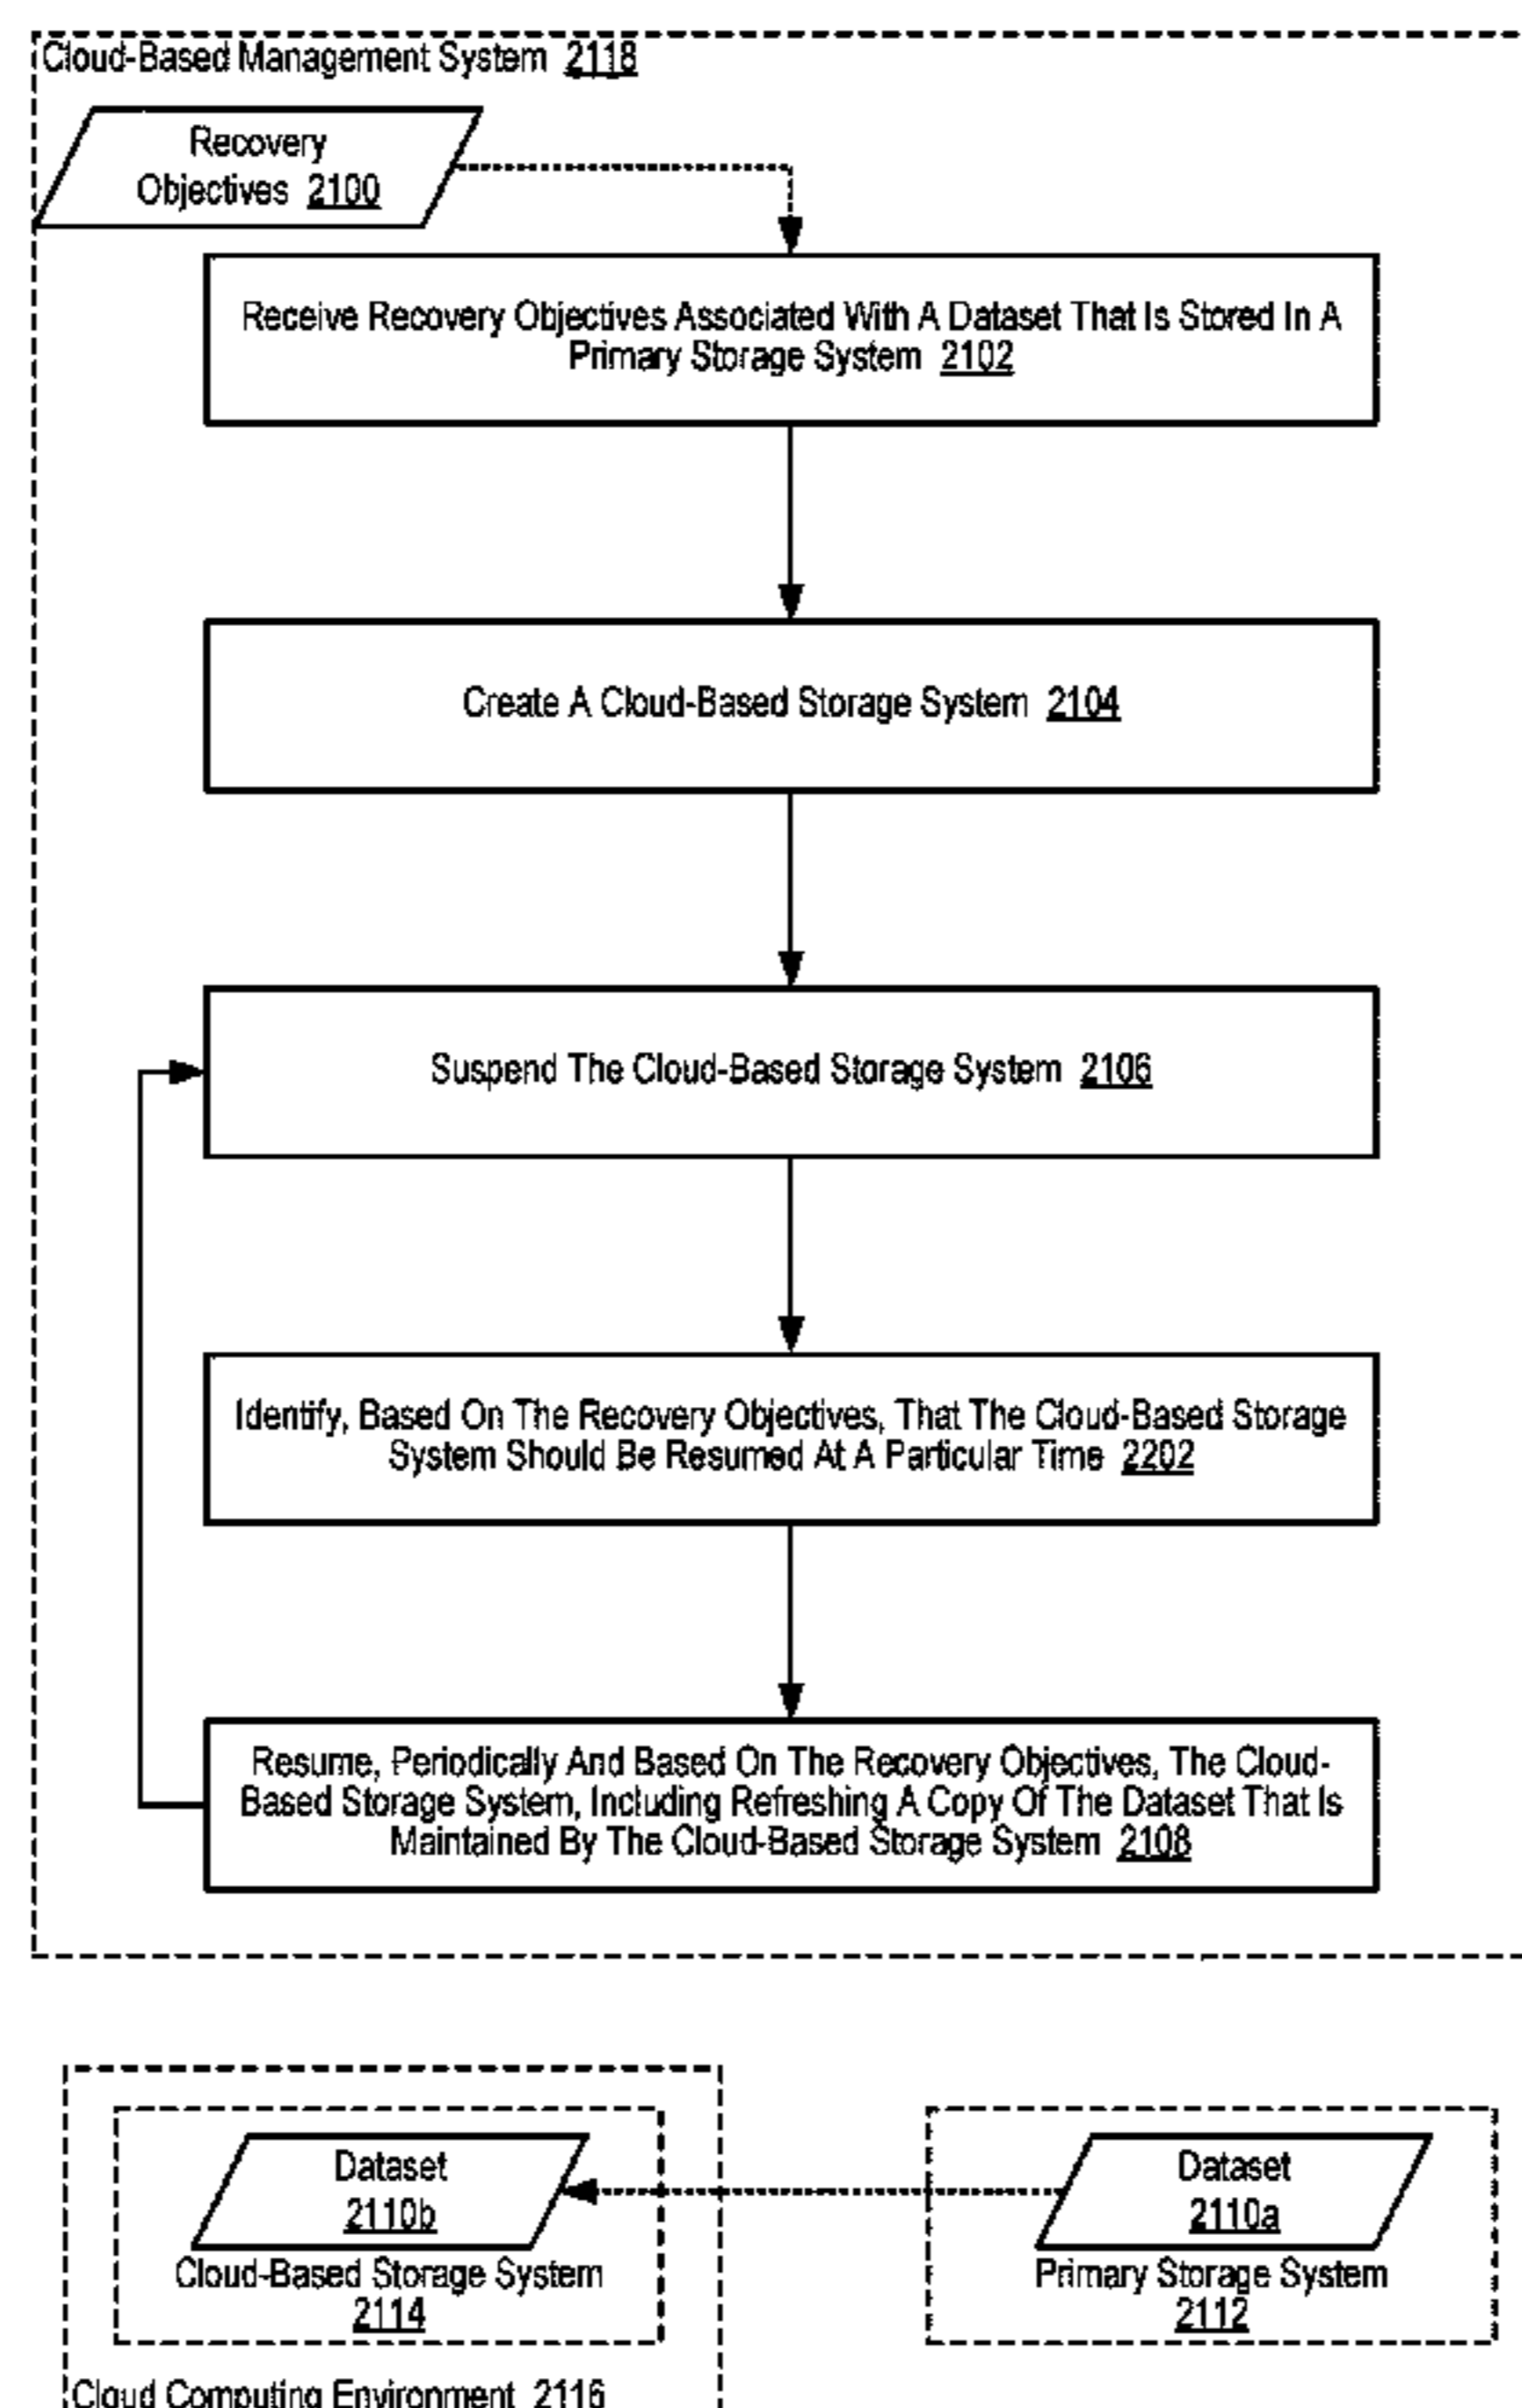 Cloud-Based Management System 2118
Recovery
Objectives 2100
Receive Recovery Objectives Associated With A Dataset That Is Stored In A
Primary Storage System 2102
Create A Cloud-Based Storage System 2104
Suspend The Cloud-Based Storage System 2106
Identify, Based On The Recovery Objectives, That The Cloud-Based Storage
System Should Be Resumed At A Particular Time 2202
Resume, Periodically And Based On The Recovery Objectives, The Cloud-
Based Storage System, Including Refreshing A Copy Of The Dataset That Is
Maintained By The Cloud-Based Storage System 2108
Dataset
2110b
Cloud-Based Storage System
2114
Dataset
2110a
Primary Storage System
2112
Cloud Computing Environment 2116